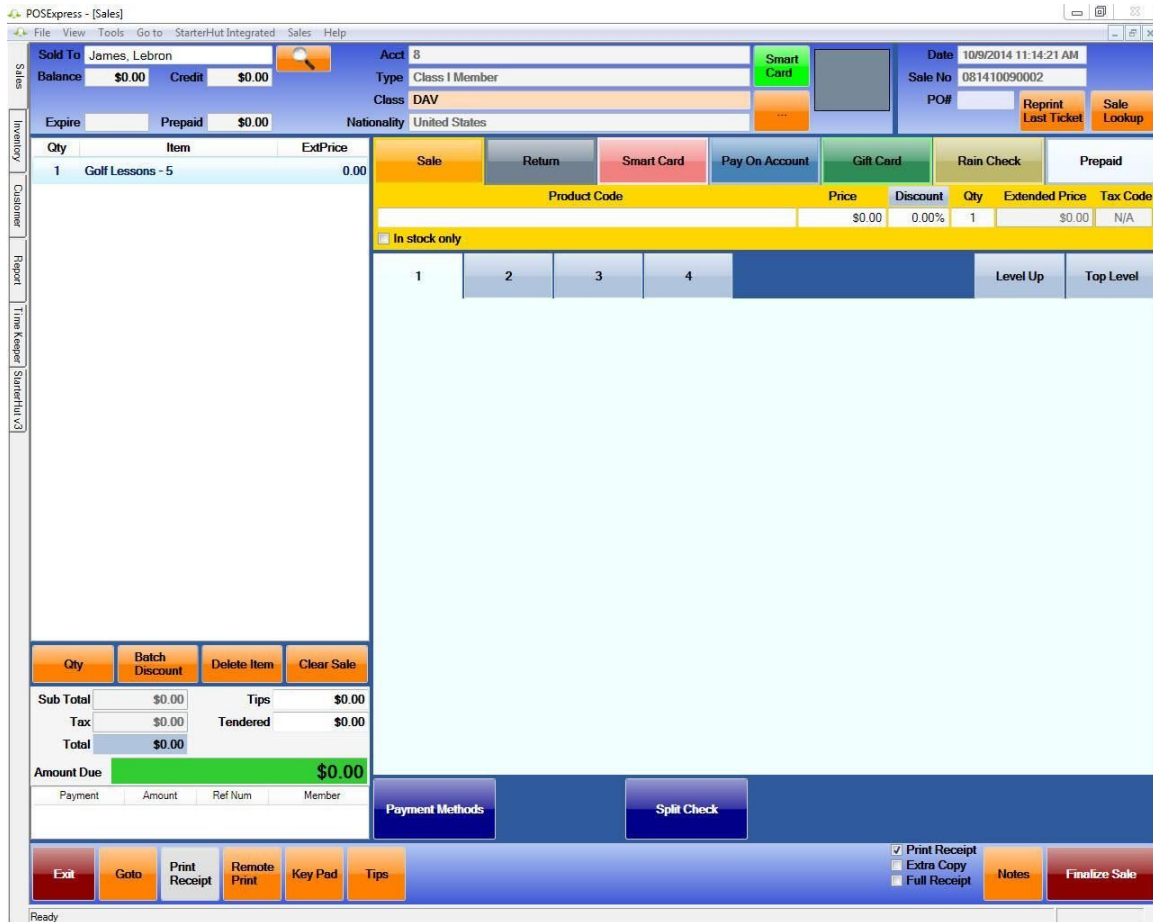 POSExpress - [Sales]
File View Tools Go to StarterHut Integrated Sales Help
Sales
Inventory
Customer
Report
Time Keeper
StarterHut v3
Sold To James, Lebron
Balance $0.00 Credit $0.00
Expire Prepaid $0.00
Acct 8
Type Class I Member
Class DAV
Nationality United States
Smart Card
...
Date 10/9/2014 11:14:21 AM
Sale No 081410090002
PO#
Reprint Last Ticket
Sale Lookup
Qty Item ExtPrice
1 Golf Lessons - 5 0.00
Sale Return Smart Card Pay On Account Gift Card Rain Check Prepaid
Product Code Price Discount Qty Extended Price Tax Code
$0.00 0.00% 1 $0.00 N/A
In stock only
1 2 3 4 Level Up Top Level
Qty Batch Discount Delete Item Clear Sale
Sub Total $0.00 Tips $0.00
Tax $0.00 Tendered $0.00
Total $0.00
Amount Due $0.00
Payment Amount Ref Num Member
Payment Methods Split Check
Exit Goto Print Receipt Remote Print Key Pad Tips
Print Receipt
Extra Copy
Full Receipt
Notes Finalize Sale
Ready